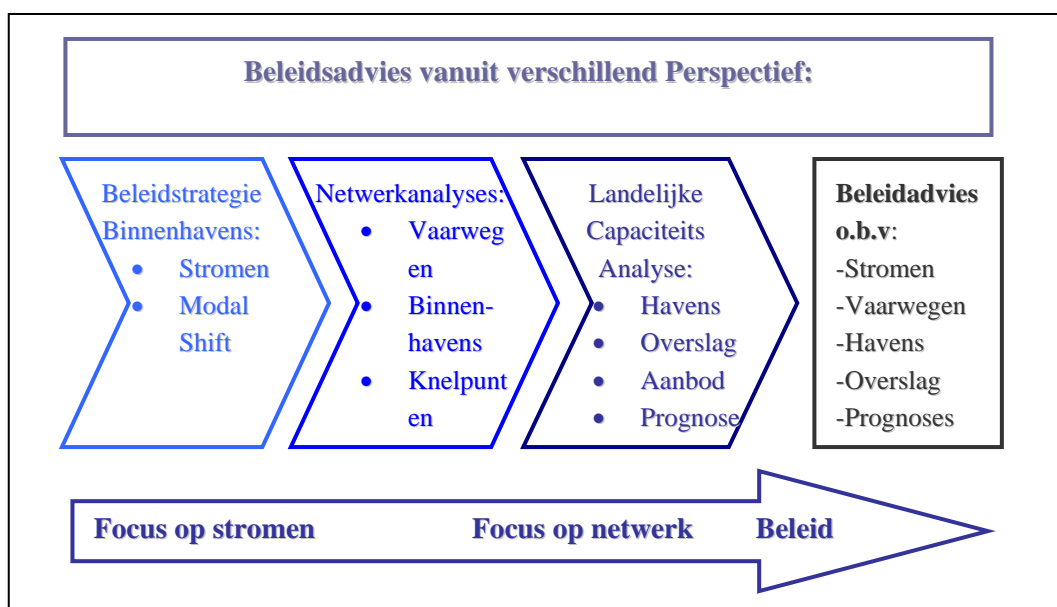 Beleidsadvies vanuit verschillend Perspectief:
Beleidstrategie
Binnenhavens:
• Stromen
• Modal
Shift
Netwerkanalyses:
• Vaarweg
en
• Binnen-
havens
• Knelpunt
en
Landelijke
Capaciteits
Analyse:
• Havens
• Overslag
• Aanbod
• Prognose
Beleidadvies
o.b.v:
-Stromen
-Vaarwegen
-Havens
-Overslag
-Prognoses
Focus op stromen Focus op netwerk Beleid